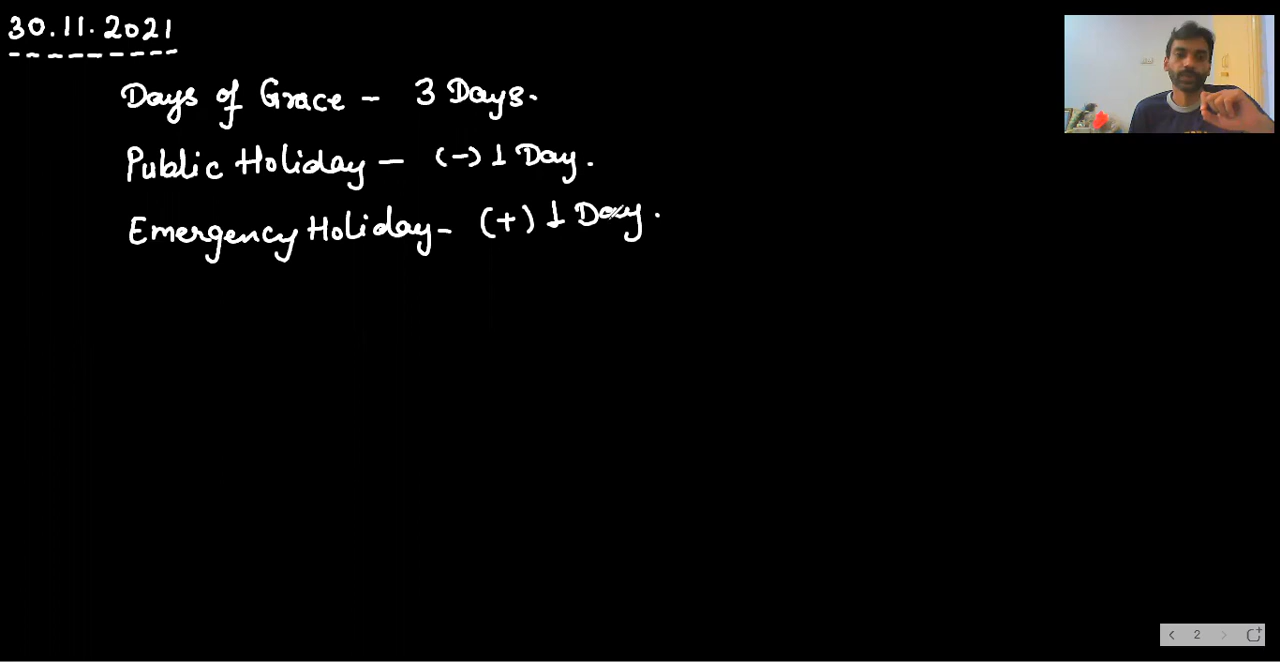 30.11.2021
Days of Grace - 3 Days.
Public Holiday - (-) 1 Day.
Emergency Holiday - (+) 1 Day.
2